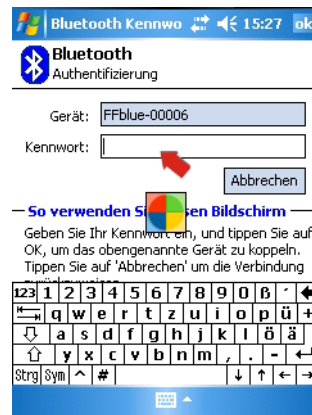 Bluetooth Kennwo 15:27 ok
Bluetooth
Authentifizierung
Gerät: FFblue-00006
Kennwort:
Abbrechen
So verwenden Sie sen Bildschirm
Geben Sie Ihr Kennwort ein, und tippen Sie auf
OK, um das obengenannte Gerät zu koppeln.
Tippen Sie auf 'Abbrechen' um die Verbindung
123 1 2 3 4 5 6 7 8 9 0 ß ´
q w e r t z u i o p ü +
a s d f g h j k l ö ä
y x c v b n m , . -
Strg Sym ^ #